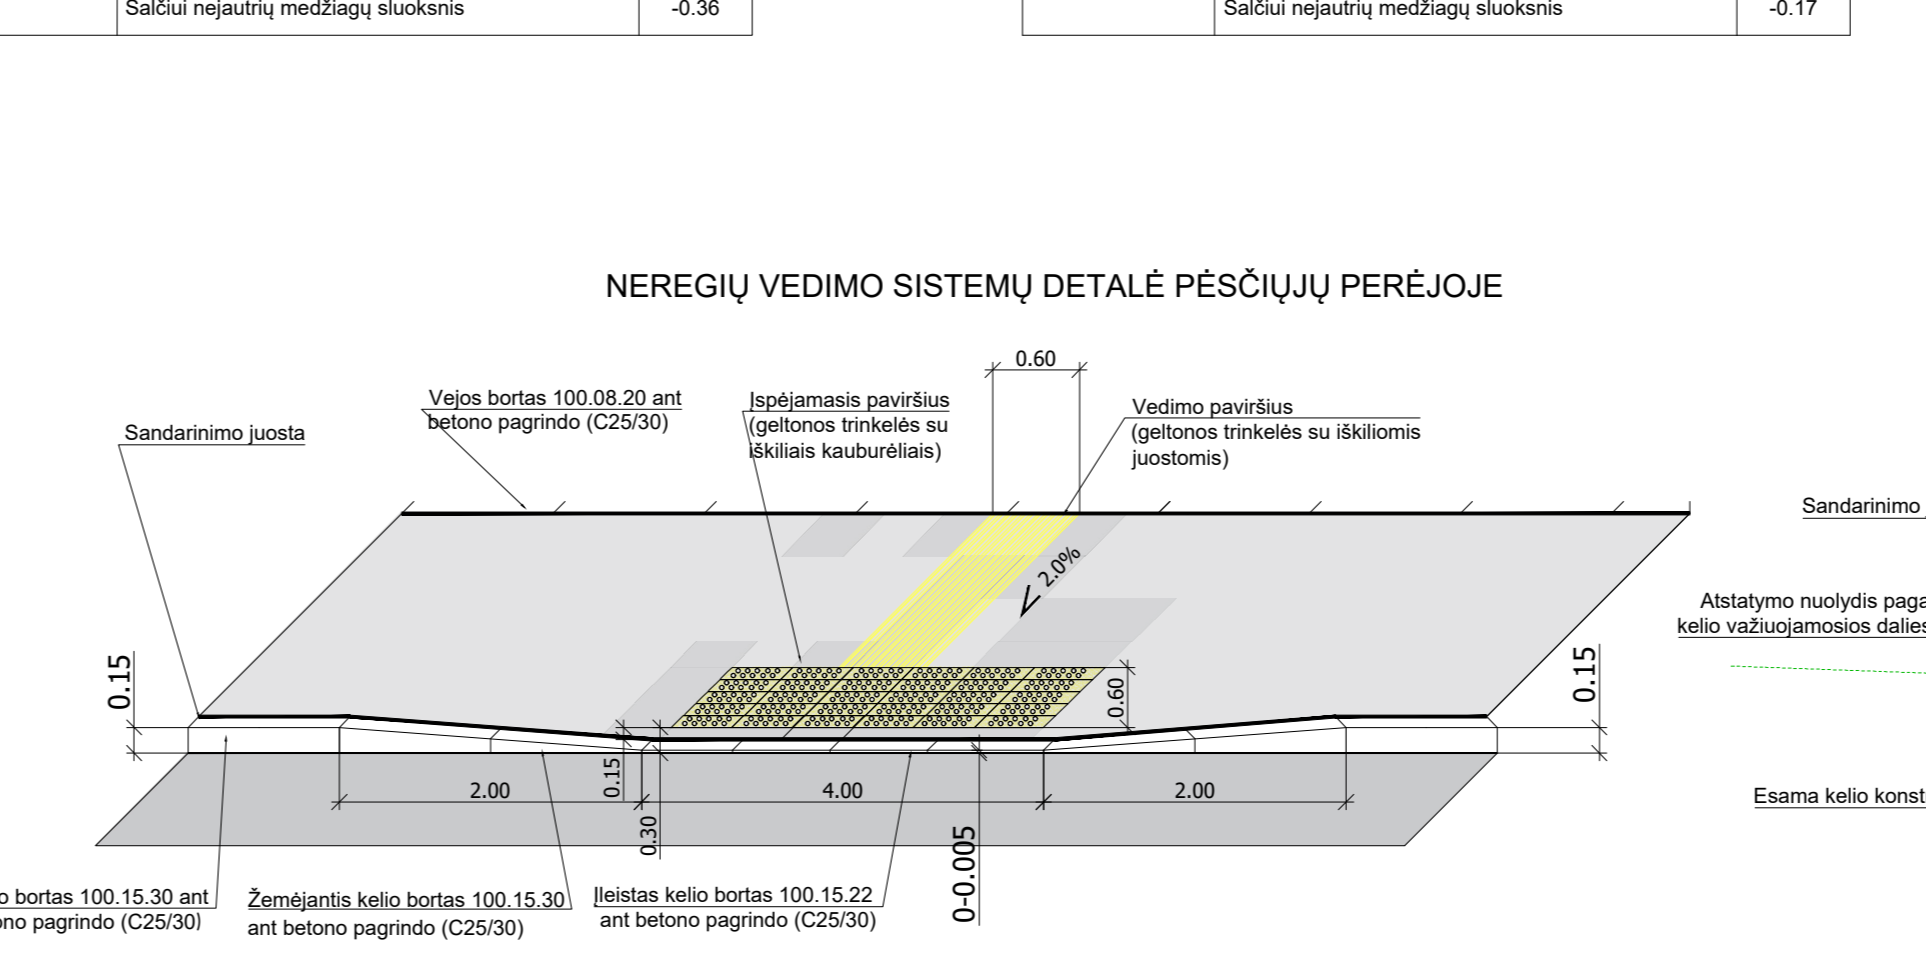 Šalčiui nejautrių medžiagų sluoksnis -0.36
Šalčiui nejautrių medžiagų sluoksnis -0.17
NEREGIŲ VEDIMO SISTEMŲ DETALĖ PĖSČIŲJŲ PERĖJOJE
0.60
Vejos bortas 100.08.20 ant
betono pagrindo (C25/30)
Įspėjamasis paviršius
(geltonos trinkelės su
iškiliais kauburėliais)
Vedimo paviršius
(geltonos trinkelės su iškiliomis
juostomis)
Sandarinimo juosta
Sandarinimo
2.0%
Atstatymo nuolydis paga
kelio važiuojamosios dalies
0.15
0.60
0.15
2.00
0.15
4.00
2.00
Esama kelio konst
0.30
0-0.005
o bortas 100.15.30 ant
ono pagrindo (C25/30)
Žemėjantis kelio bortas 100.15.30
ant betono pagrindo (C25/30)
Įleistas kelio bortas 100.15.22
ant betono pagrindo (C25/30)